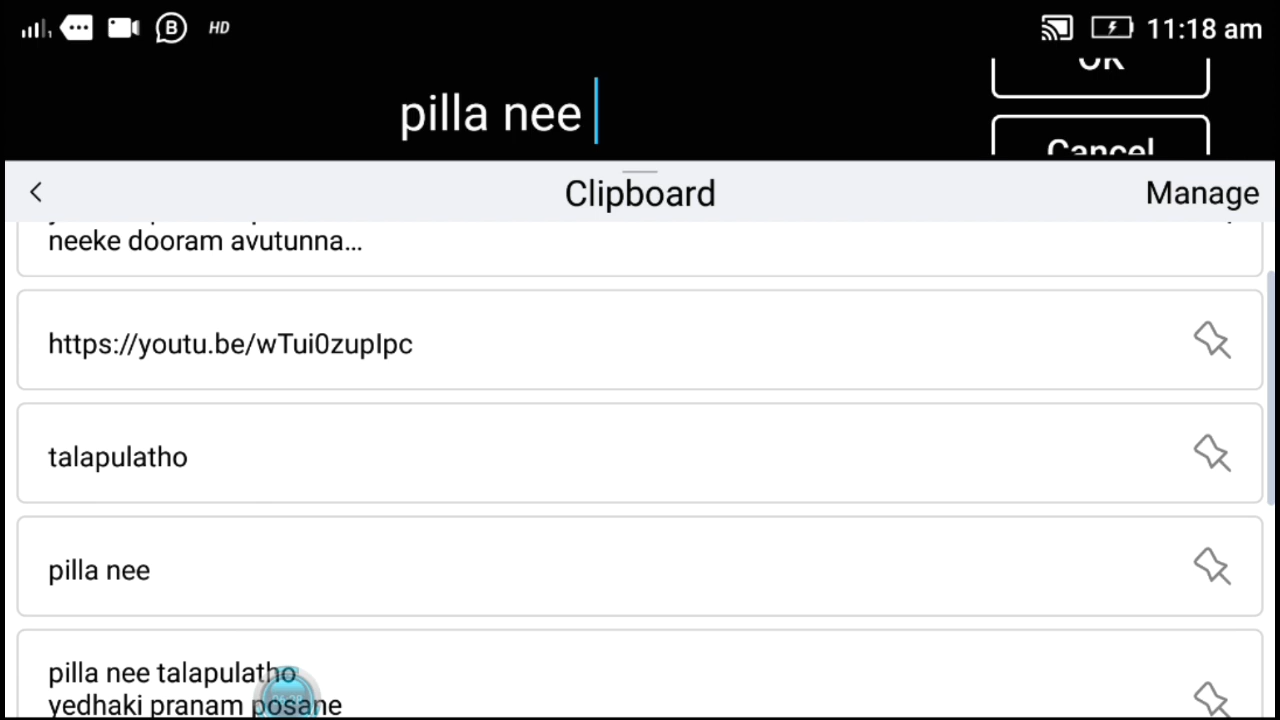 B HD 11:18 am
OK
pilla nee
Cancel
Clipboard
Manage
neeke dooram avutunna...
https://youtu.be/wTui0zupIpc
talapulatho
pilla nee
pilla nee talapulatho
yedhaki pranam posane